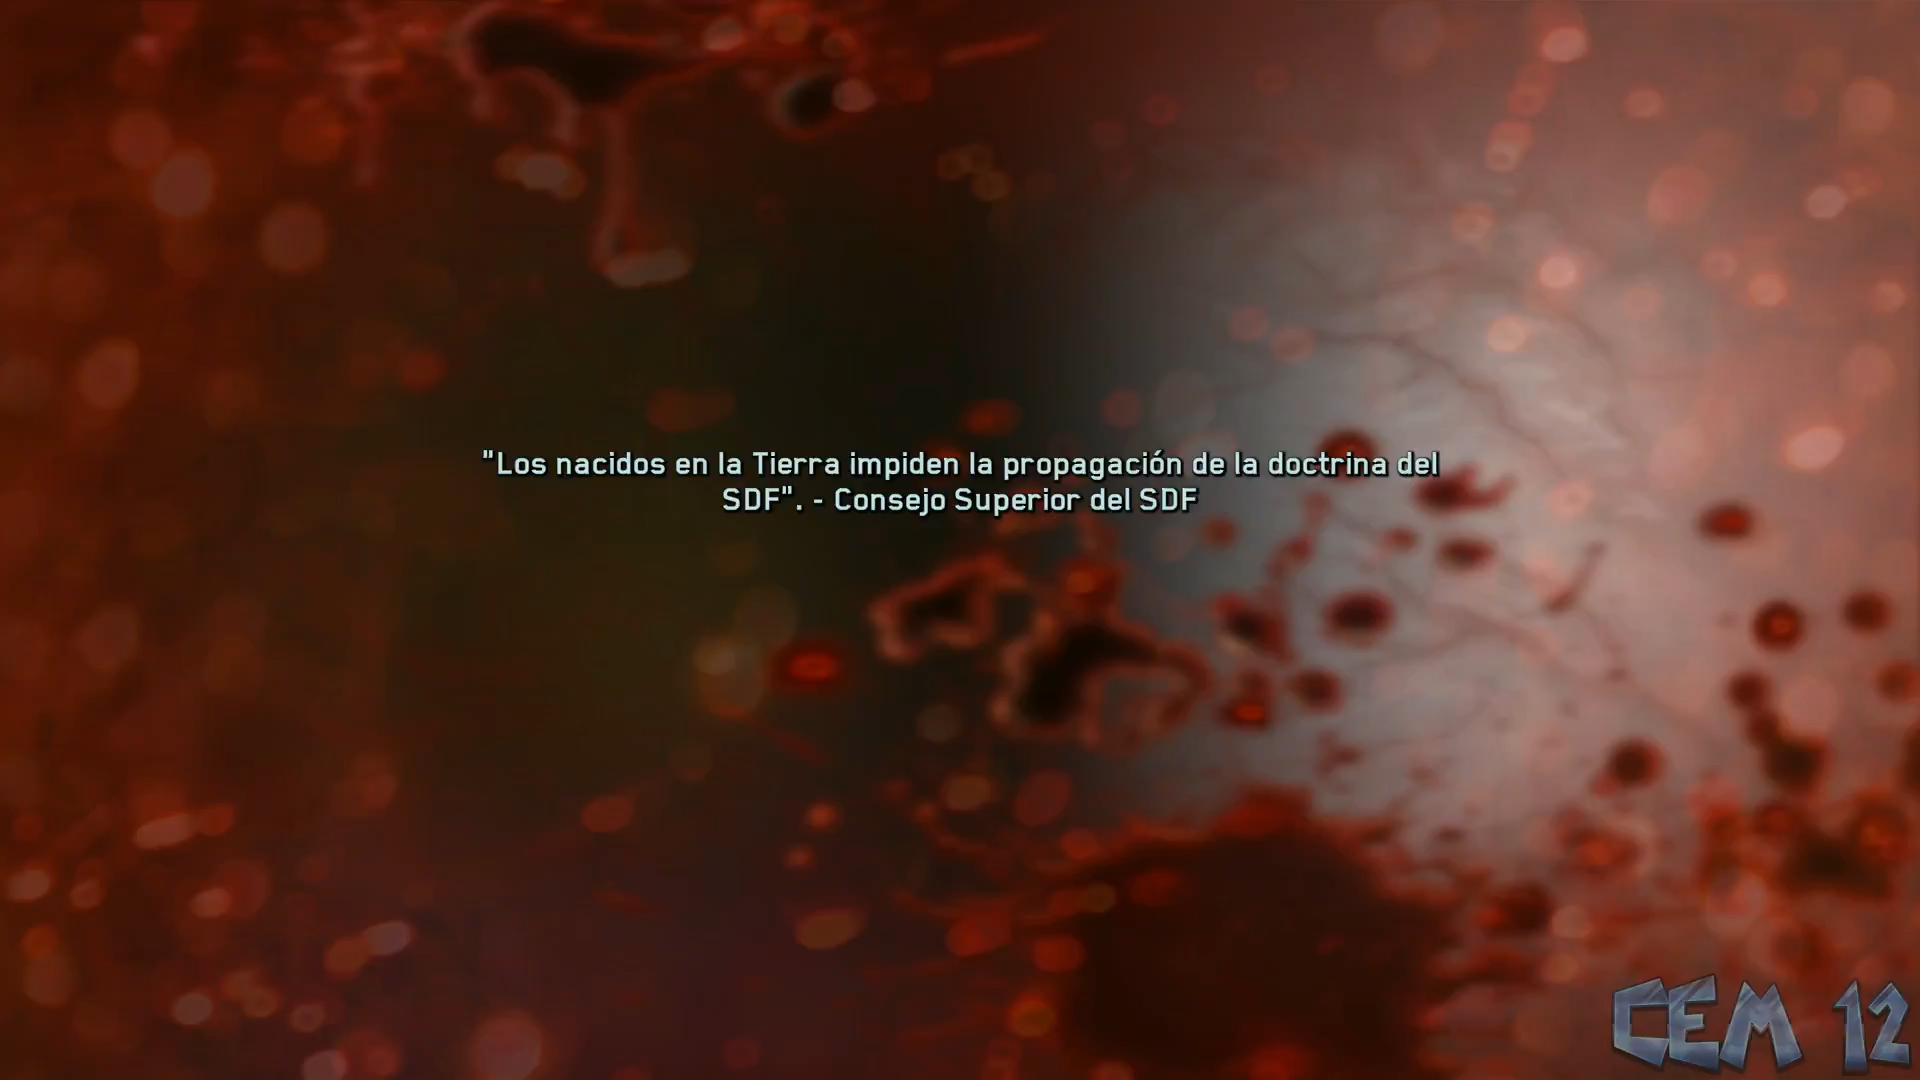 "Los nacidos en la Tierra impiden la propagación de la doctrina del
SDF". - Consejo Superior del SDF
CEM 12